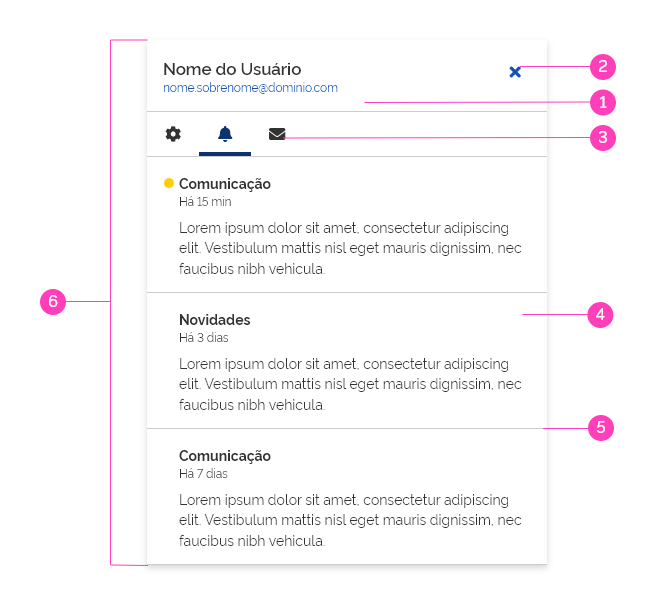 Nome do Usuário
nome.sobrenome@dominio.com
2
1
3
Comunicação
Há 15 min
Lorem ipsum dolor sit amet, consectetur adipiscing
elit. Vestibulum mattis nisl eget mauris dignissim, nec
faucibus nibh vehicula.
6
Novidades
4
Há 3 dias
Lorem ipsum dolor sit amet, consectetur adipiscing
elit. Vestibulum mattis nisl eget mauris dignissim, nec
faucibus nibh vehicula.
5
Comunicação
Há 7 dias
Lorem ipsum dolor sit amet, consectetur adipiscing
elit. Vestibulum mattis nisl eget mauris dignissim, nec
faucibus nibh vehicula.